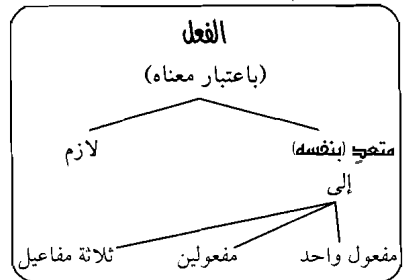 الفعل
(باعتبار معناه)
متعدٍ (بنفسه) لازم
إلى
مفعول واحد مفعولين ثلاثة مفاعيل